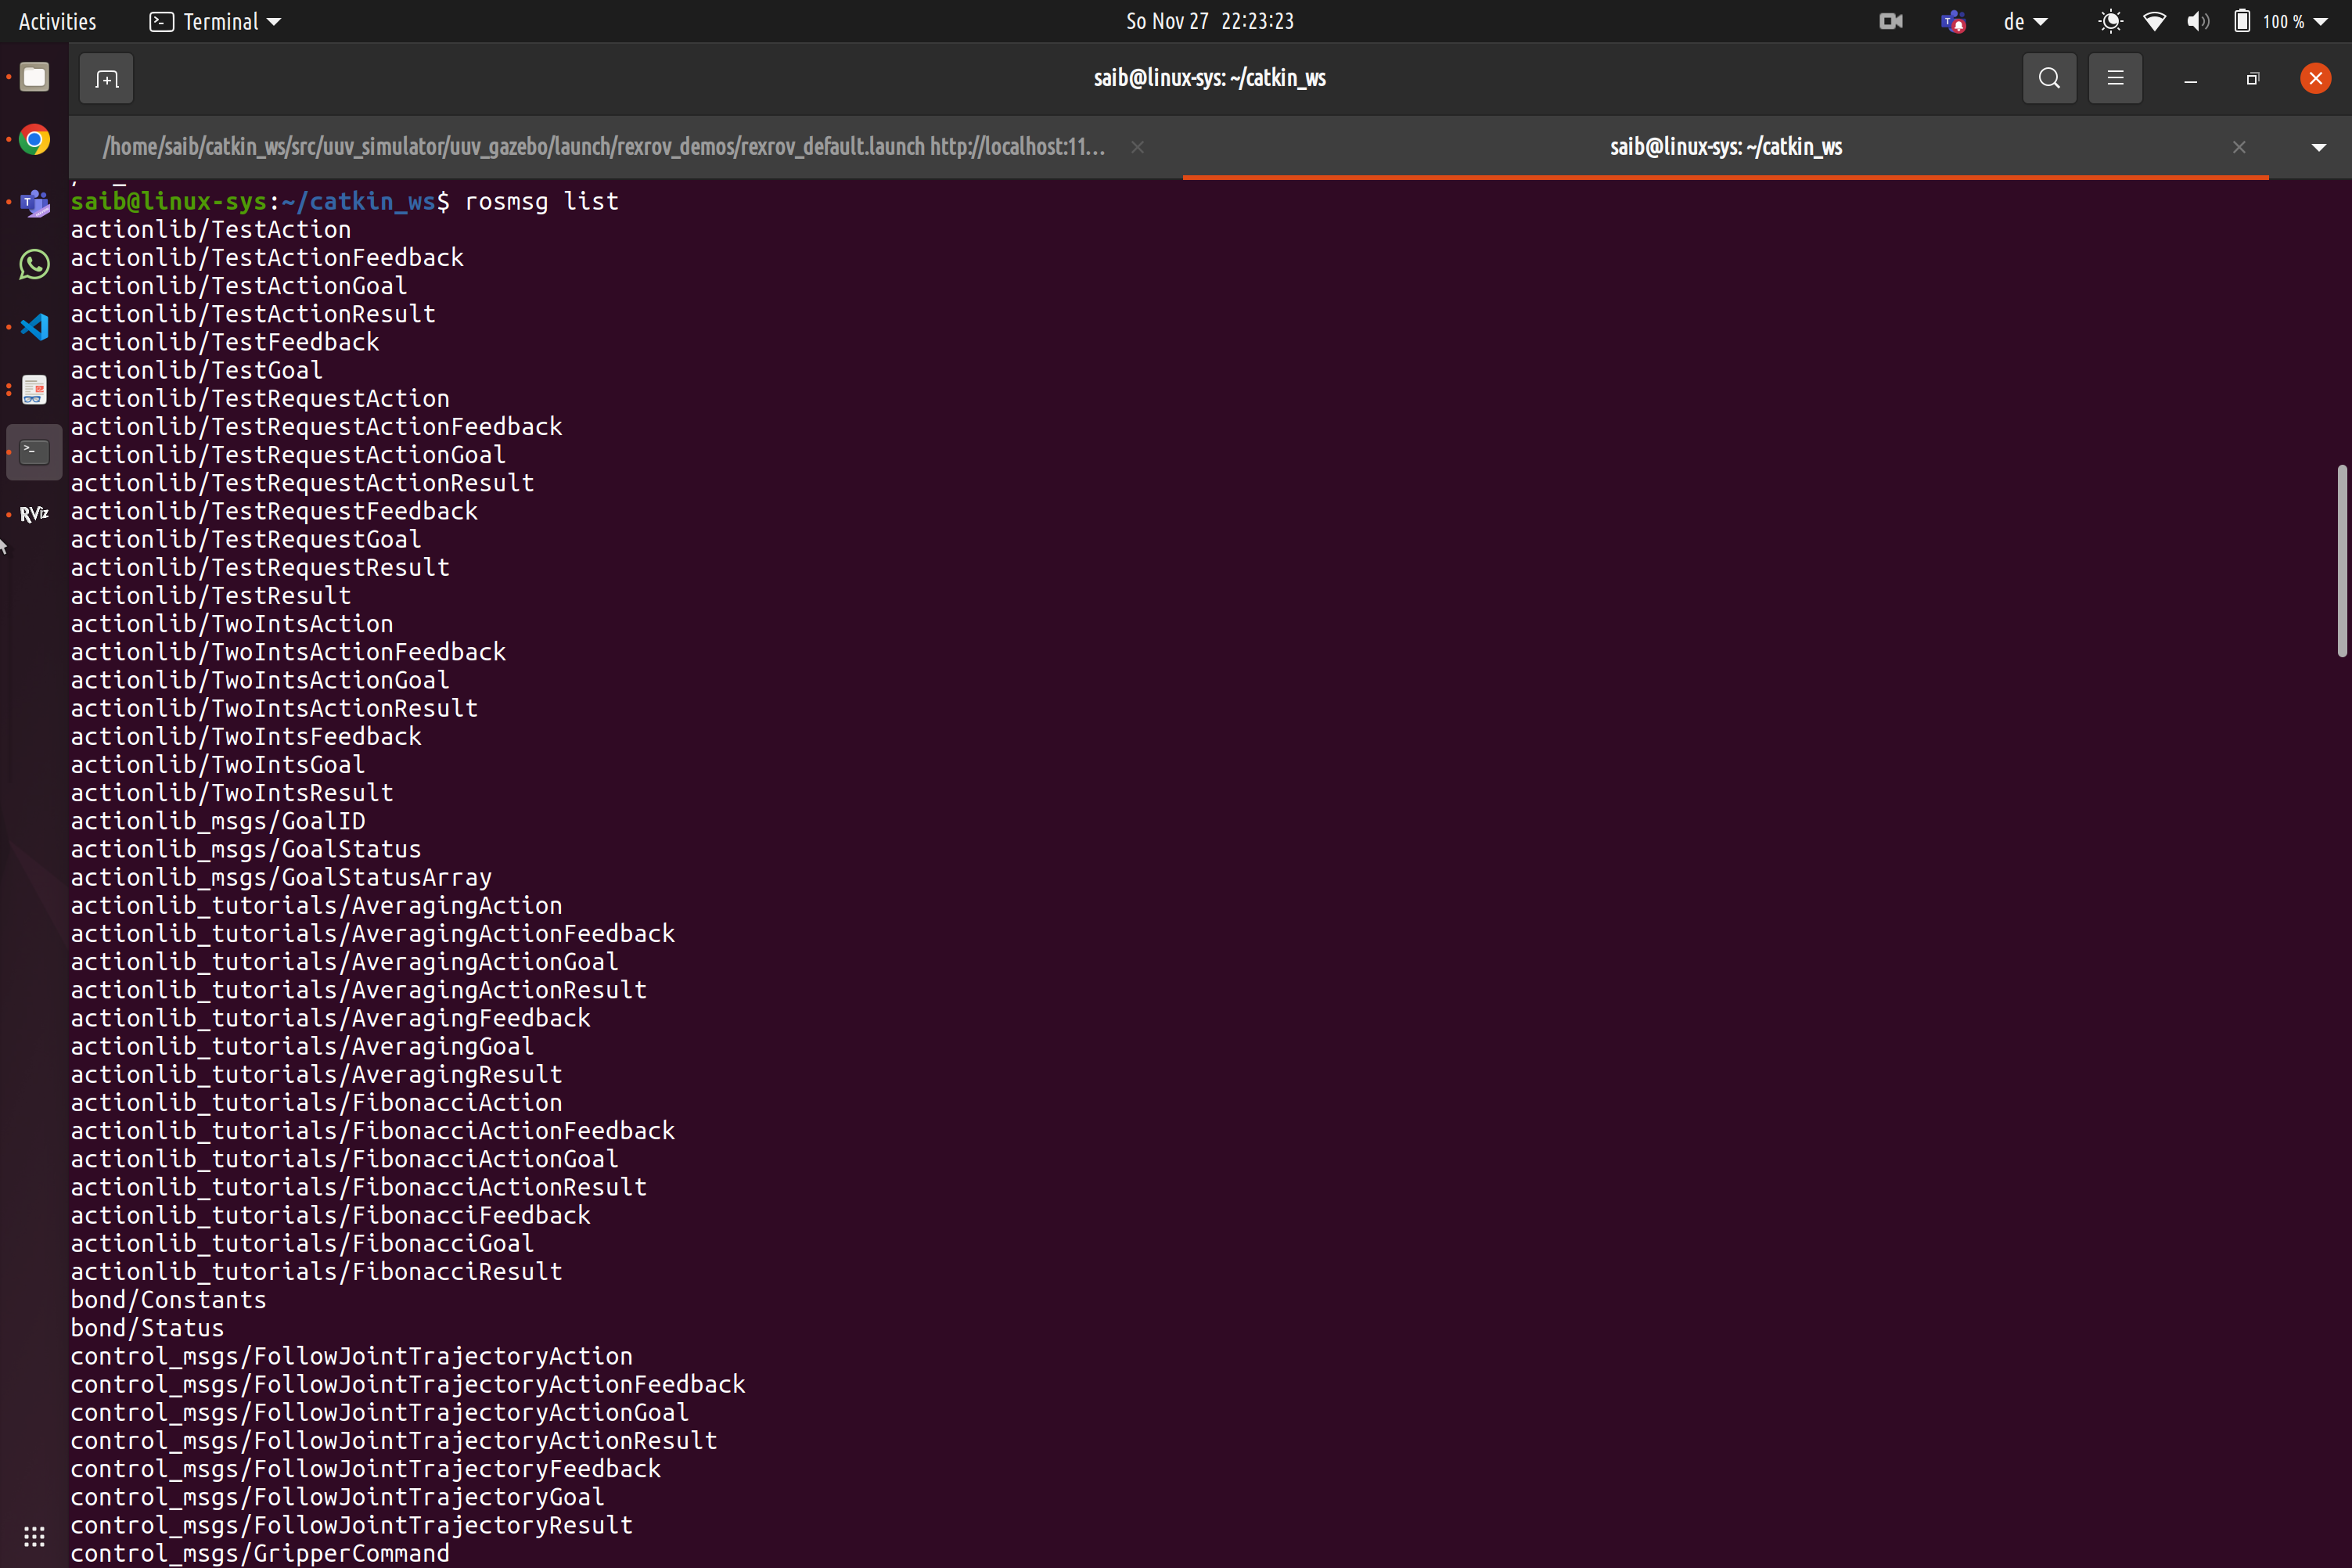 Activities
Terminal
So Nov 27 22:23:23
de
100 %
saib@linux-sys: ~/catkin_ws
/home/saib/catkin_ws/src/uuv_simulator/uuv_gazebo/launch/rexrov_demos/rexrov_default.launch http://localhost:11...
saib@linux-sys: ~/catkin_ws
saib@linux-sys:~/catkin_ws$ rosmsg list
actionlib/TestAction
actionlib/TestActionFeedback
actionlib/TestActionGoal
actionlib/TestActionResult
actionlib/TestFeedback
actionlib/TestGoal
actionlib/TestRequestAction
actionlib/TestRequestActionFeedback
actionlib/TestRequestActionGoal
actionlib/TestRequestActionResult
actionlib/TestRequestFeedback
actionlib/TestRequestGoal
actionlib/TestRequestResult
actionlib/TestResult
actionlib/TwoIntsAction
actionlib/TwoIntsActionFeedback
actionlib/TwoIntsActionGoal
actionlib/TwoIntsActionResult
actionlib/TwoIntsFeedback
actionlib/TwoIntsGoal
actionlib/TwoIntsResult
actionlib_msgs/GoalID
actionlib_msgs/GoalStatus
actionlib_msgs/GoalStatusArray
actionlib_tutorials/AveragingAction
actionlib_tutorials/AveragingActionFeedback
actionlib_tutorials/AveragingActionGoal
actionlib_tutorials/AveragingActionResult
actionlib_tutorials/AveragingFeedback
actionlib_tutorials/AveragingGoal
actionlib_tutorials/AveragingResult
actionlib_tutorials/FibonacciAction
actionlib_tutorials/FibonacciActionFeedback
actionlib_tutorials/FibonacciActionGoal
actionlib_tutorials/FibonacciActionResult
actionlib_tutorials/FibonacciFeedback
actionlib_tutorials/FibonacciGoal
actionlib_tutorials/FibonacciResult
bond/Constants
bond/Status
control_msgs/FollowJointTrajectoryAction
control_msgs/FollowJointTrajectoryActionFeedback
control_msgs/FollowJointTrajectoryActionGoal
control_msgs/FollowJointTrajectoryActionResult
control_msgs/FollowJointTrajectoryFeedback
control_msgs/FollowJointTrajectoryGoal
control_msgs/FollowJointTrajectoryResult
control_msgs/GripperCommand
RViz